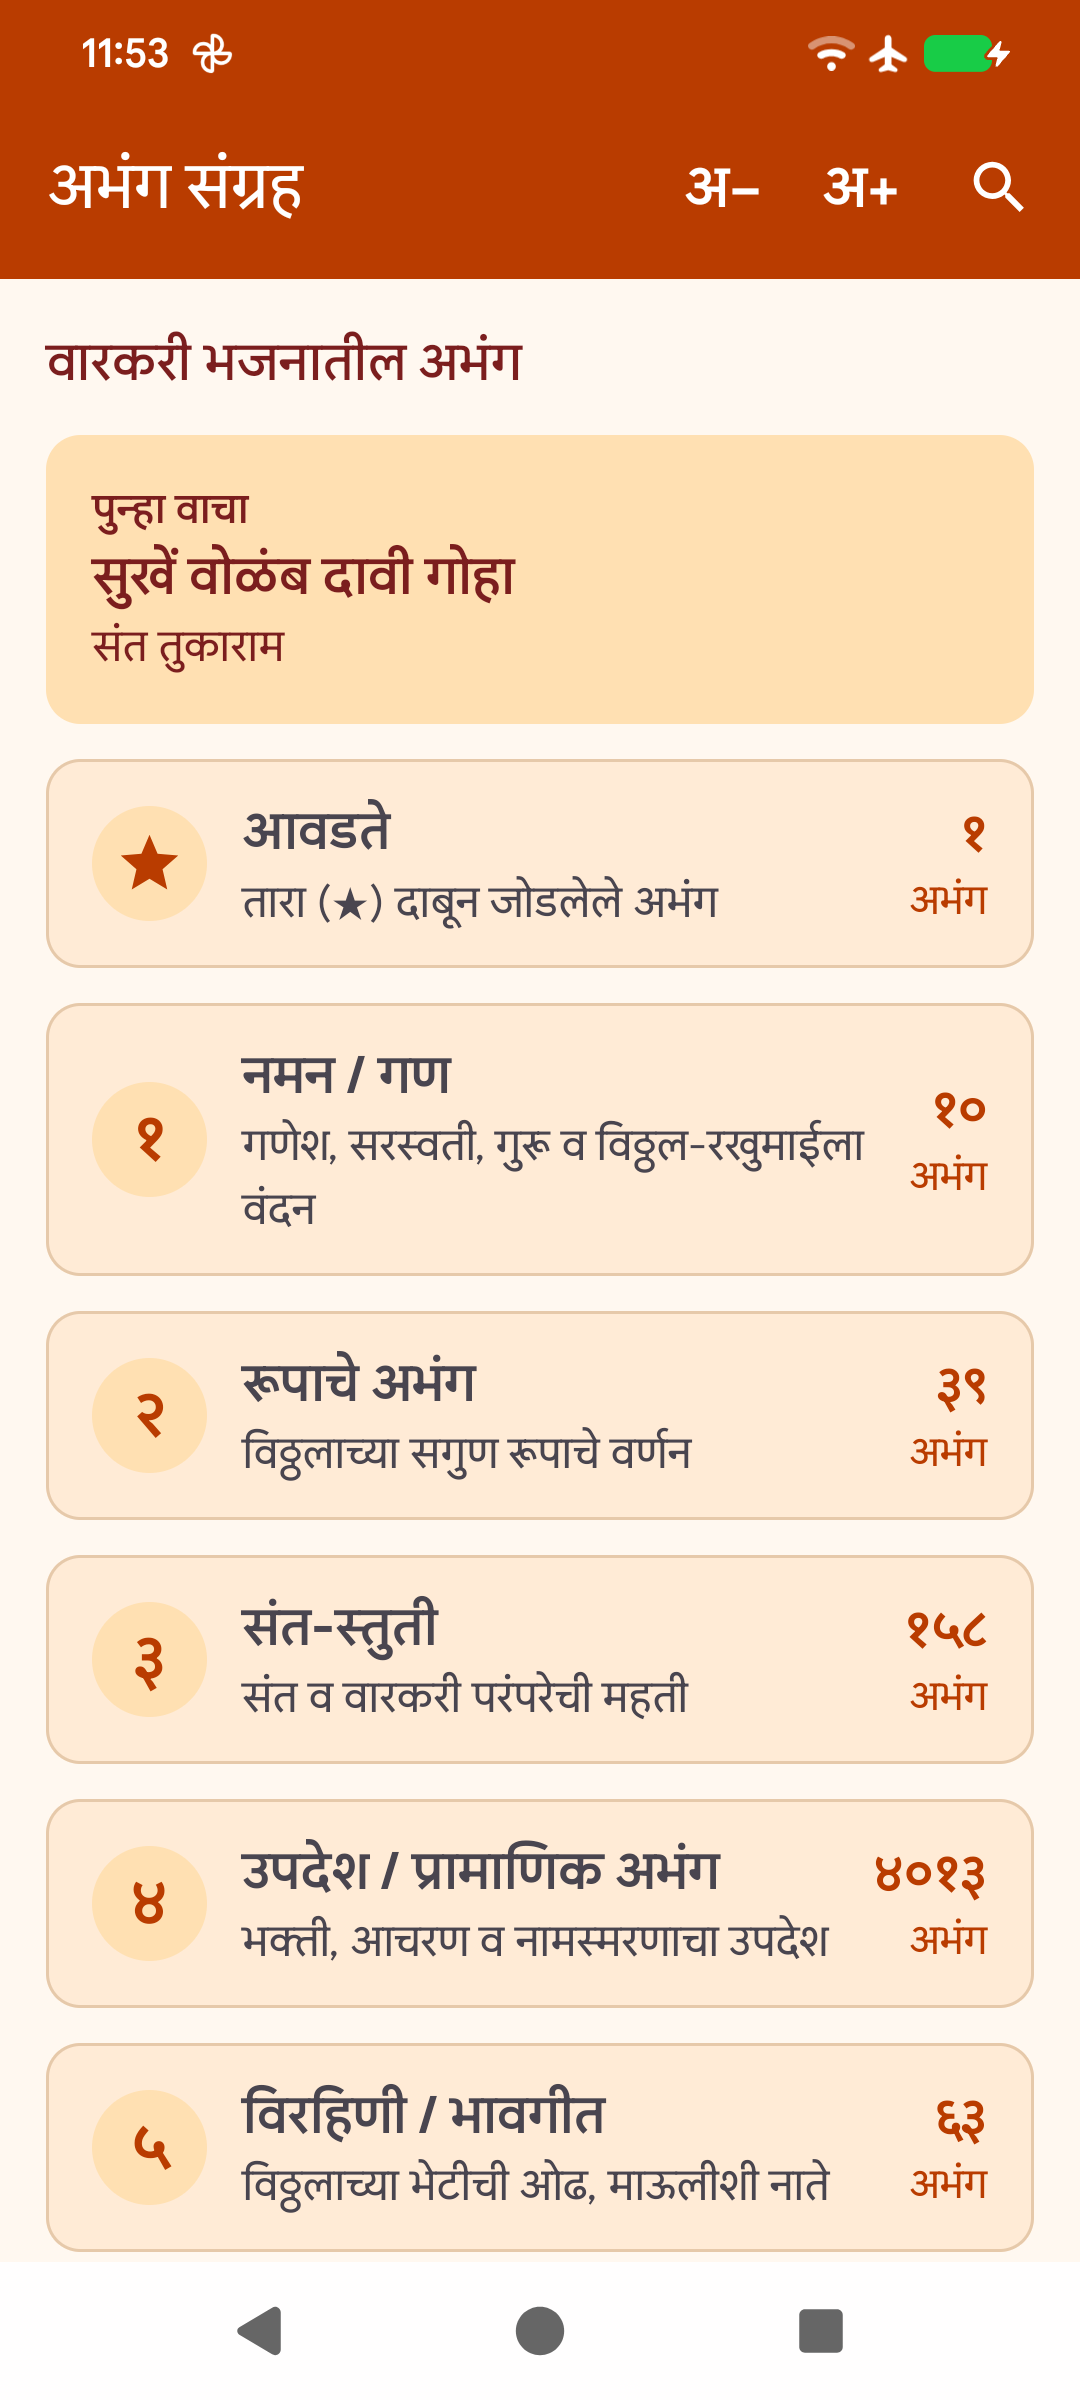 11:53
अभंग संग्रह
अ−
अ+
वारकरी भजनातील अभंग
पुन्हा वाचा
सुखें वोळंब दावी गोहा
संत तुकाराम
आवडते
तारा (★) दाबून जोडलेले अभंग
१
अभंग
१
नमन / गण
गणेश, सरस्वती, गुरू व विठ्ठल-रखुमाईला
वंदन
१०
अभंग
२
रूपाचे अभंग
विठ्ठलाच्या सगुण रूपाचे वर्णन
३९
अभंग
३
संत-स्तुती
संत व वारकरी परंपरेची महती
१५८
अभंग
४
उपदेश / प्रामाणिक अभंग
भक्ती, आचरण व नामस्मरणाचा उपदेश
४०१३
अभंग
५
विरहिणी / भावगीत
विठ्ठलाच्या भेटीची ओढ, माऊलीशी नाते
६३
अभंग